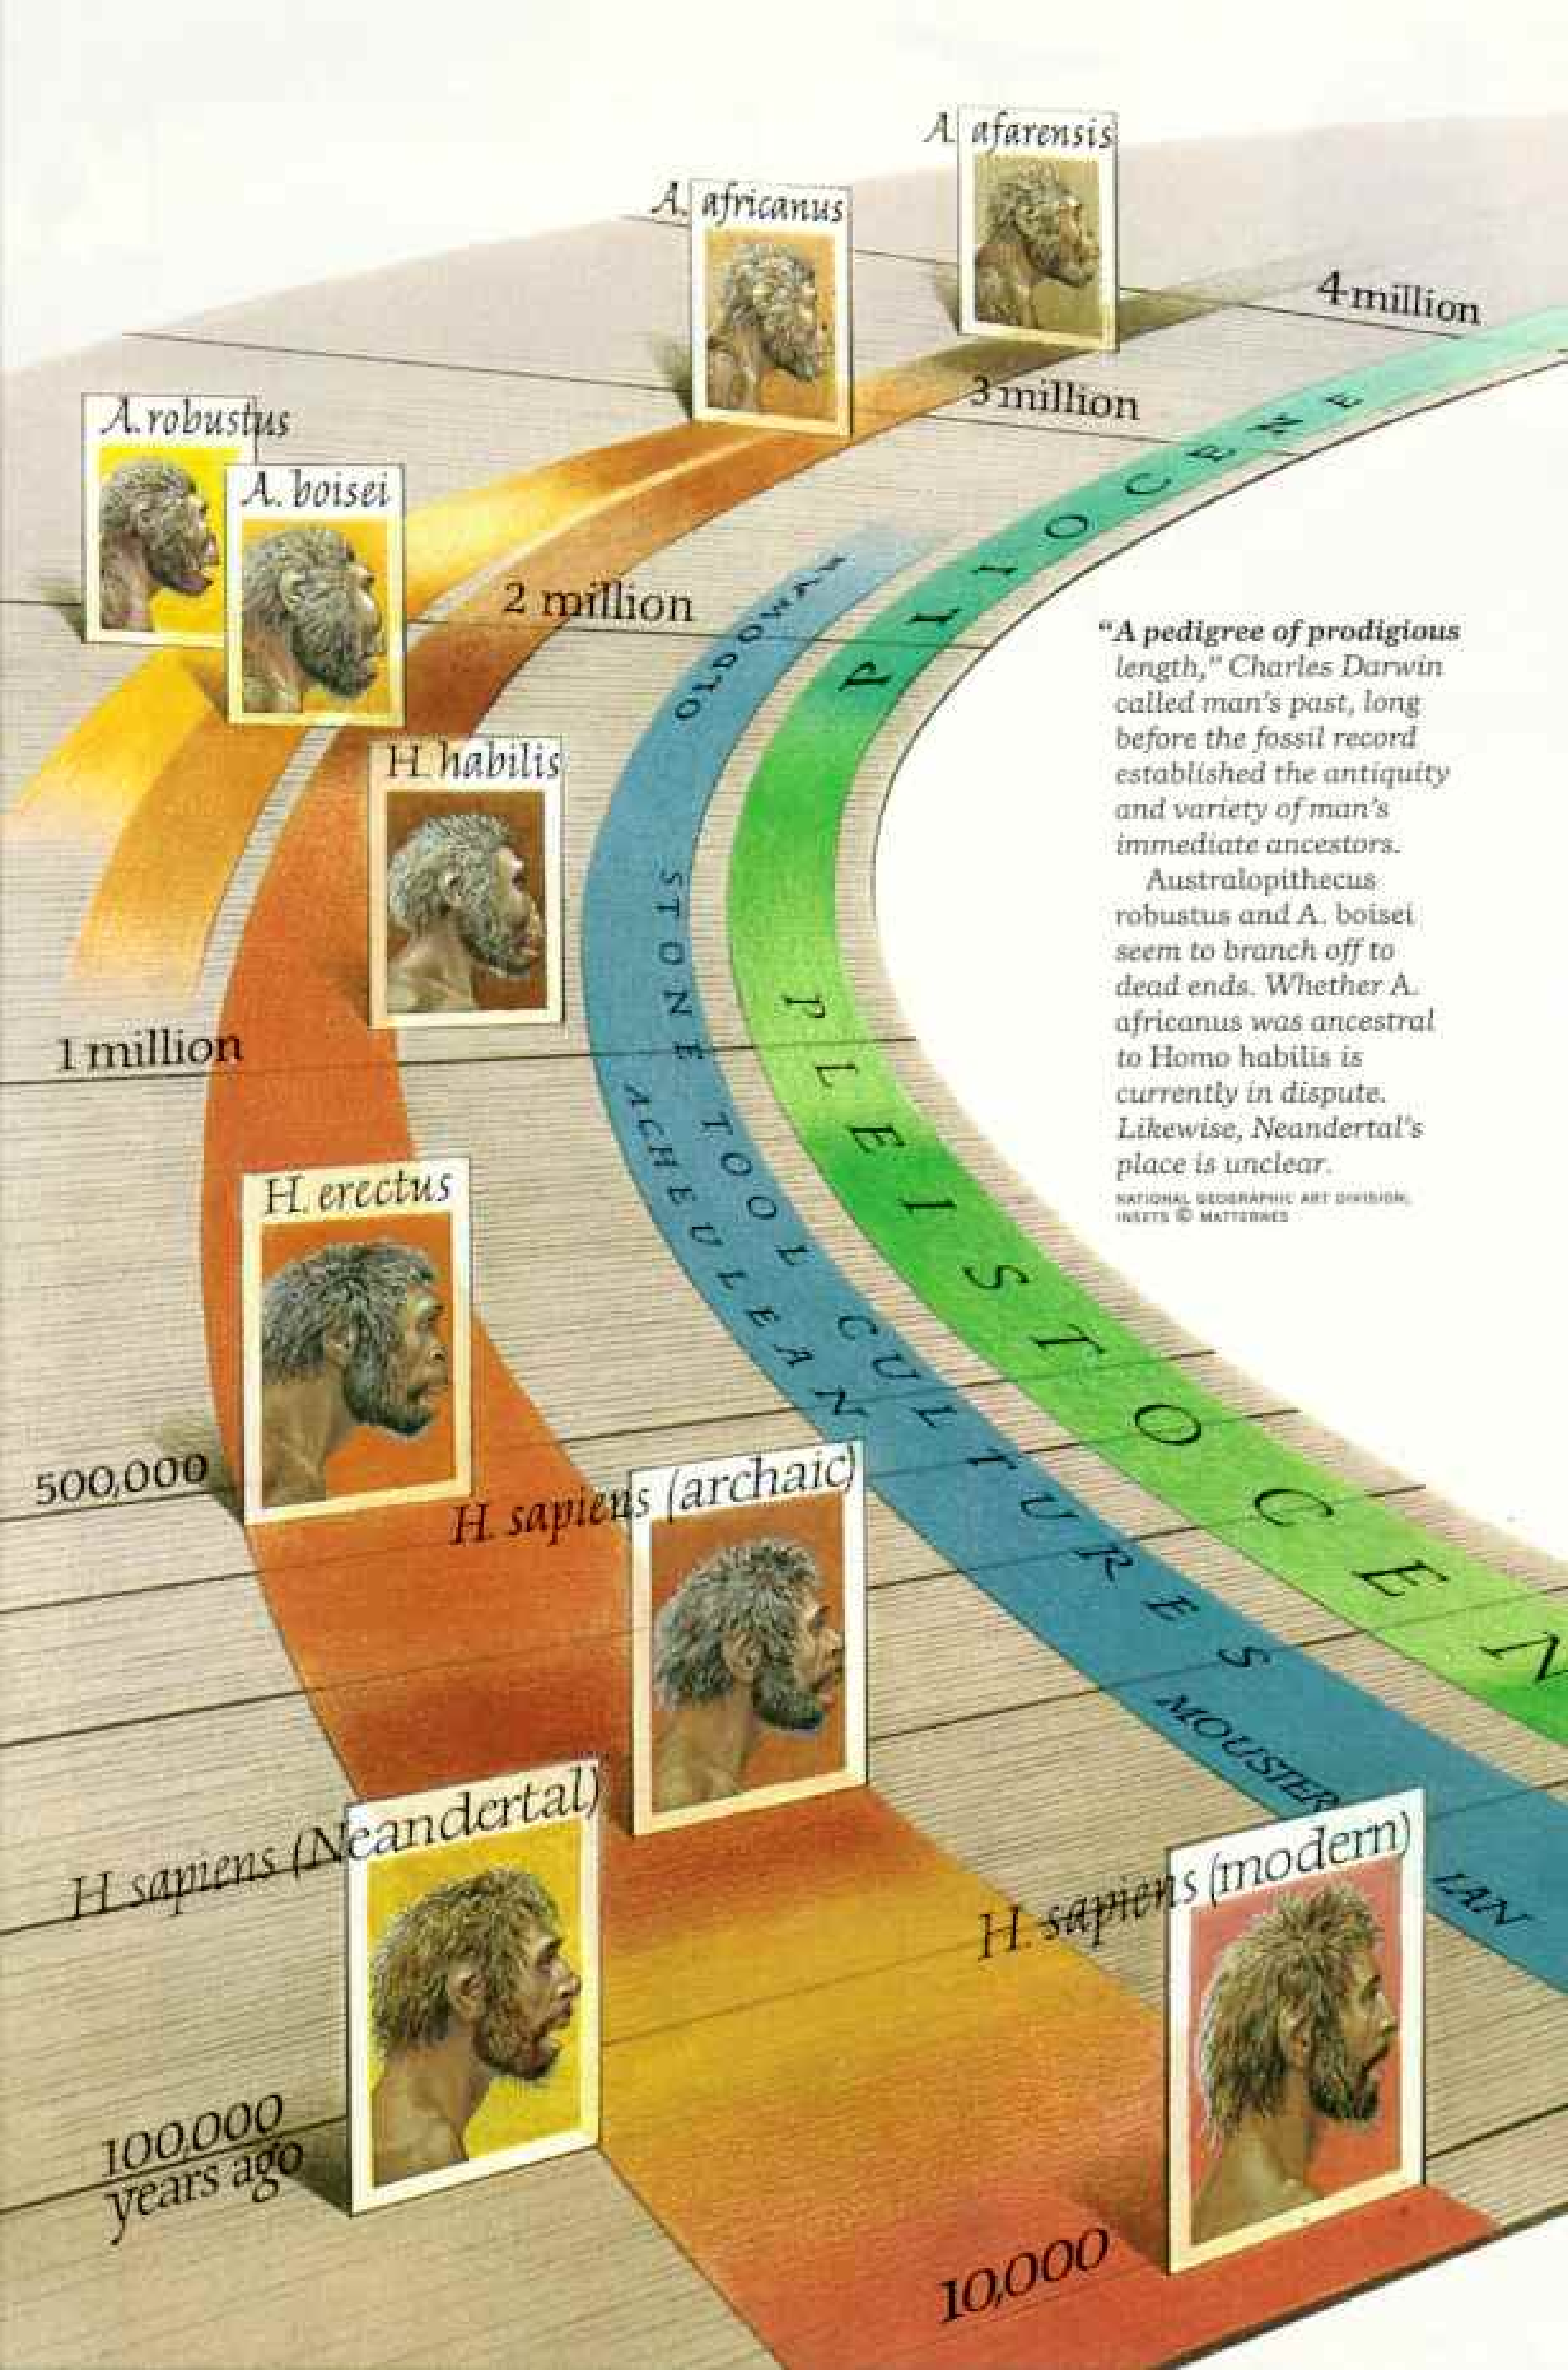 A. afarensis
A. africanus
4 million
3 million
A. robustus
A. boisei
2 million
PLIOCENE
OLDOWAN
"A pedigree of prodigious
length," Charles Darwin
called man's past, long
before the fossil record
established the antiquity
and variety of man's
immediate ancestors.
Australopithecus
robustus and A. boisei
seem to branch off to
dead ends. Whether A.
africanus was ancestral
to Homo habilis is
currently in dispute.
Likewise, Neandertal's
place is unclear.
NATIONAL GEOGRAPHIC ART DIVISION;
INSETS © MATTERNES
H. habilis
STONE TOOL CULTURES
PLEISTOCEN
1 million
ACHEULEAN
H. erectus
500,000
H. sapiens (archaic)
MOUSTER
IAN
H. sapiens (Neandertal)
H. sapiens (modern)
100,000
years ago
10,000